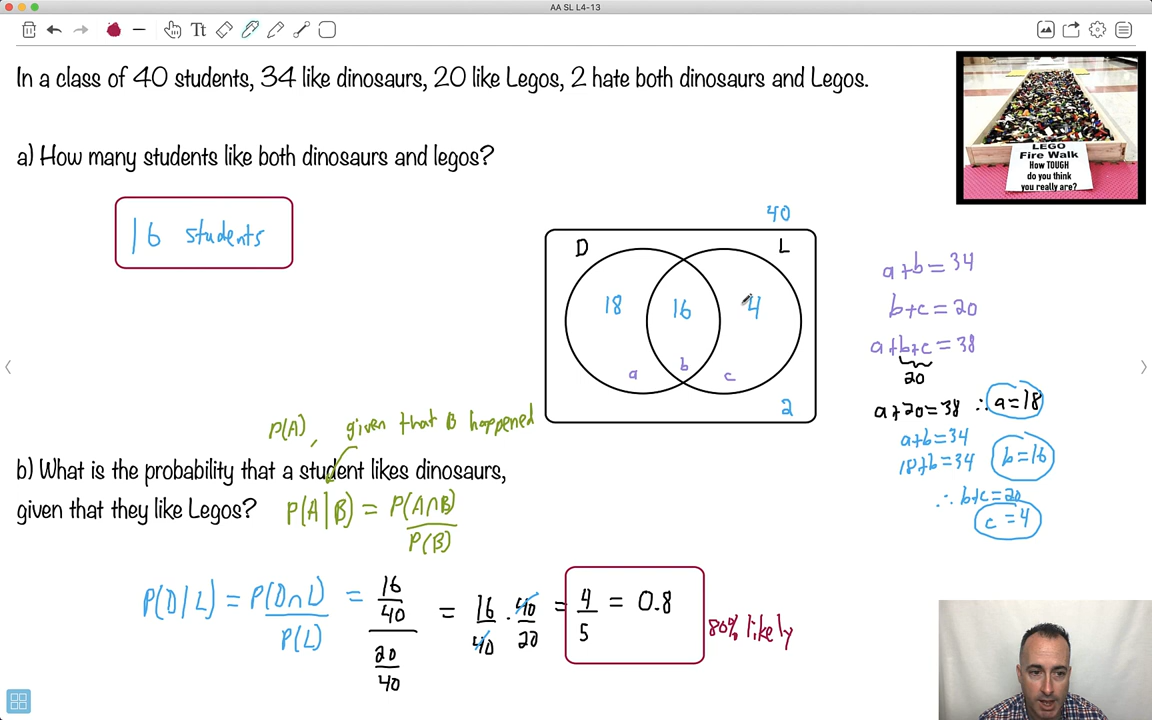 AA SL L4-13
Tt
In a class of 40 students, 34 like dinosaurs, 20 like Legos, 2 hate both dinosaurs and Legos.
LEGO
Fire Walk
How TOUGH
do you think
you really are?
a) How many students like both dinosaurs and legos?
16 students
40
D L
18 16 4
a b c
2
a+b=34
b+c=20
a+b+c=38
20
a+20=38 ∴ a=18
a+b=34
18+b=34 b=16
∴ b+c=20
c=4
P(A), given that B happened
b) What is the probability that a student likes dinosaurs,
given that they like Legos?
P(A|B) = P(A∩B)
P(B)
P(D|L) = P(D∩L) = 16/40 = 16/40 · 40/20 = 4/5 = 0.8
P(L) 20/40
80% likely